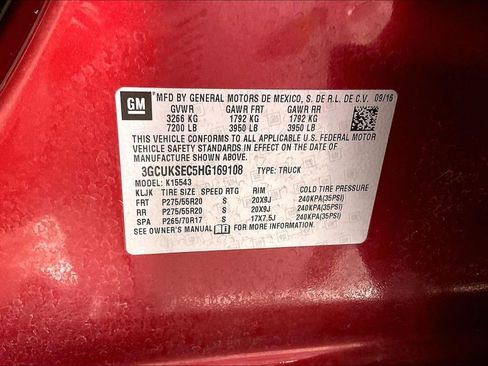 GM
MFD BY GENERAL MOTORS DE MEXICO, S. DE R.L. DE C.V. 09/16
GVWR GAWR FRT GAWR RR
3266 KG 1792 KG 1792 KG
7200 LB 3950 LB 3950 LB
THIS VEHICLE CONFORMS TO ALL APPLICABLE U.S. FEDERAL MOTOR
VEHICLE SAFETY AND THEFT PREVENTION STANDARDS IN EFFECT ON
THE DATE OF MANUFACTURE SHOWN ABOVE.
3GCUKSEC5HG169108 TYPE: TRUCK
MODEL: K15543
KLJK TIRE SIZE SPEED RTG RIM COLD TIRE PRESSURE
FRT P275/55R20 S 20X9J 240KPA(35PSI)
RR P275/55R20 S 20X9J 240KPA(35PSI)
SPA P265/70R17 S -17X7.5J 240KPA(35PSI)
SEE OWNER'S MANUAL FOR MORE INFORMATION.